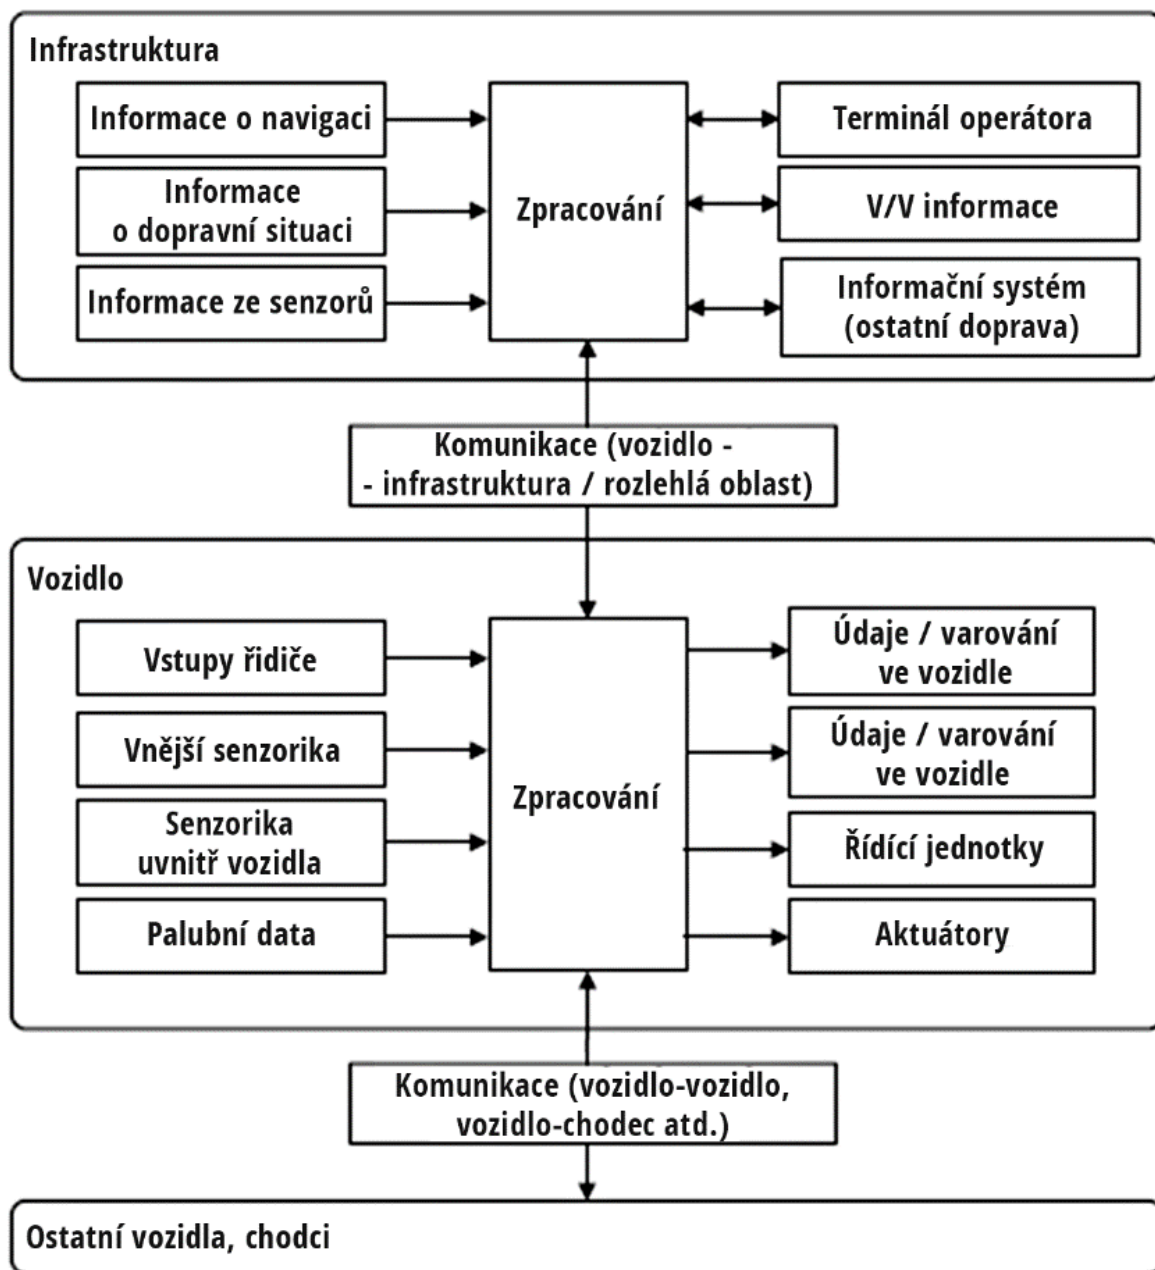 Infrastruktura
Informace o navigaci
Informace
o dopravní situaci
Informace ze senzorů
Zpracování
Terminál operátora
V/V informace
Informační systém
(ostatní doprava)
Komunikace (vozidlo -
- infrastruktura / rozlehlá oblast)
Vozidlo
Vstupy řidiče
Vnější senzorika
Senzorika
uvnitř vozidla
Palubní data
Zpracování
Údaje / varování
ve vozidle
Údaje / varování
ve vozidle
Řídící jednotky
Aktuátory
Komunikace (vozidlo-vozidlo,
vozidlo-chodec atd.)
Ostatní vozidla, chodci